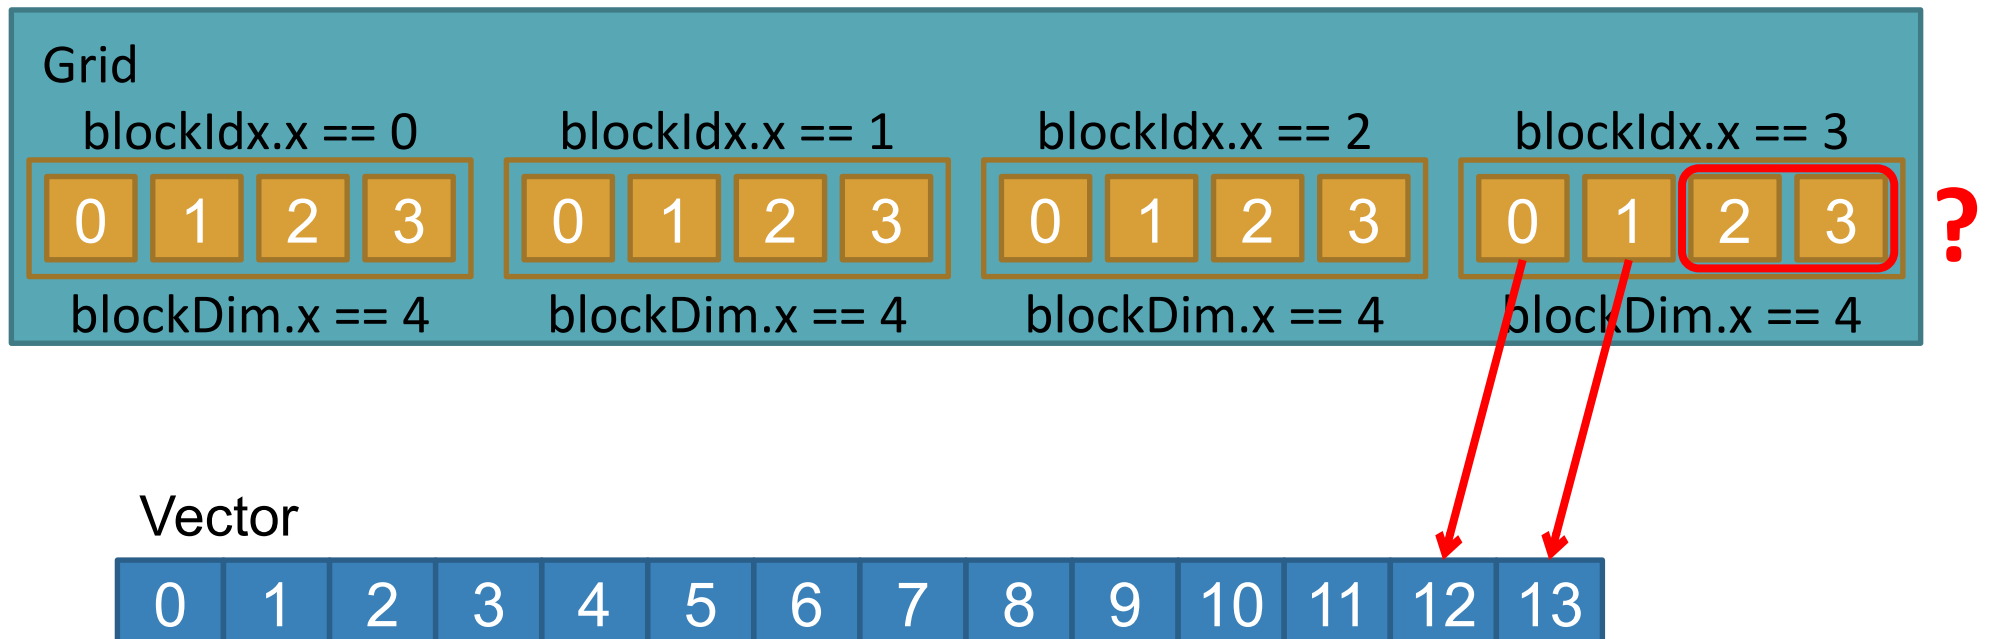 Grid
blockIdx.x == 0 blockIdx.x == 1 blockIdx.x == 2 blockIdx.x == 3
0 1 2 3 0 1 2 3 0 1 2 3 0 1 2 3 ?
blockDim.x == 4 blockDim.x == 4 blockDim.x == 4 blockDim.x == 4
Vector
0 1 2 3 4 5 6 7 8 9 10 11 12 13